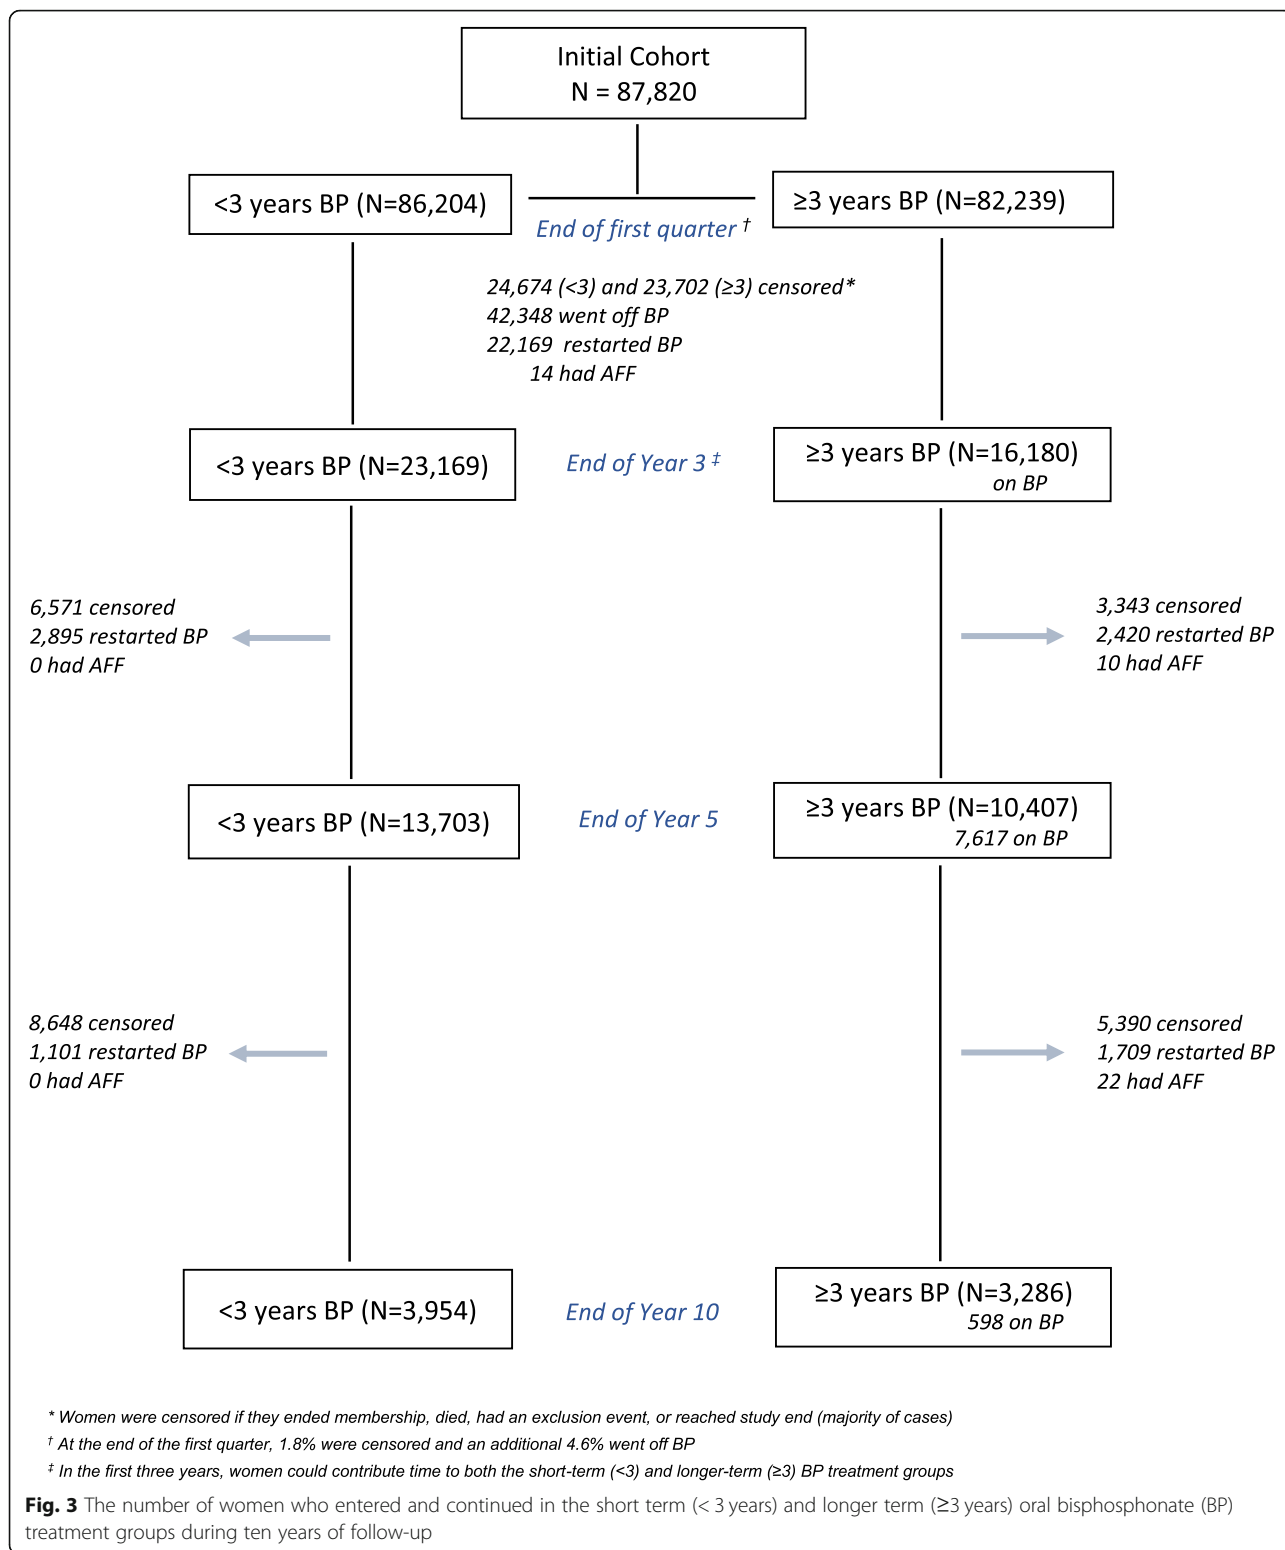 Initial Cohort
N = 87,820
<3 years BP (N=86,204)
≥3 years BP (N=82,239)
End of first quarter †
24,674 (<3) and 23,702 (≥3) censored*
42,348 went off BP
22,169 restarted BP
14 had AFF
<3 years BP (N=23,169)
End of Year 3 ‡
≥3 years BP (N=16,180)
on BP
6,571 censored
2,895 restarted BP
0 had AFF
3,343 censored
2,420 restarted BP
10 had AFF
<3 years BP (N=13,703)
End of Year 5
≥3 years BP (N=10,407)
7,617 on BP
8,648 censored
1,101 restarted BP
0 had AFF
5,390 censored
1,709 restarted BP
22 had AFF
<3 years BP (N=3,954)
End of Year 10
≥3 years BP (N=3,286)
598 on BP
* Women were censored if they ended membership, died, had an exclusion event, or reached study end (majority of cases)
† At the end of the first quarter, 1.8% were censored and an additional 4.6% went off BP
‡ In the first three years, women could contribute time to both the short-term (<3) and longer-term (≥3) BP treatment groups
Fig. 3 The number of women who entered and continued in the short term (< 3 years) and longer term (≥3 years) oral bisphosphonate (BP)
treatment groups during ten years of follow-up